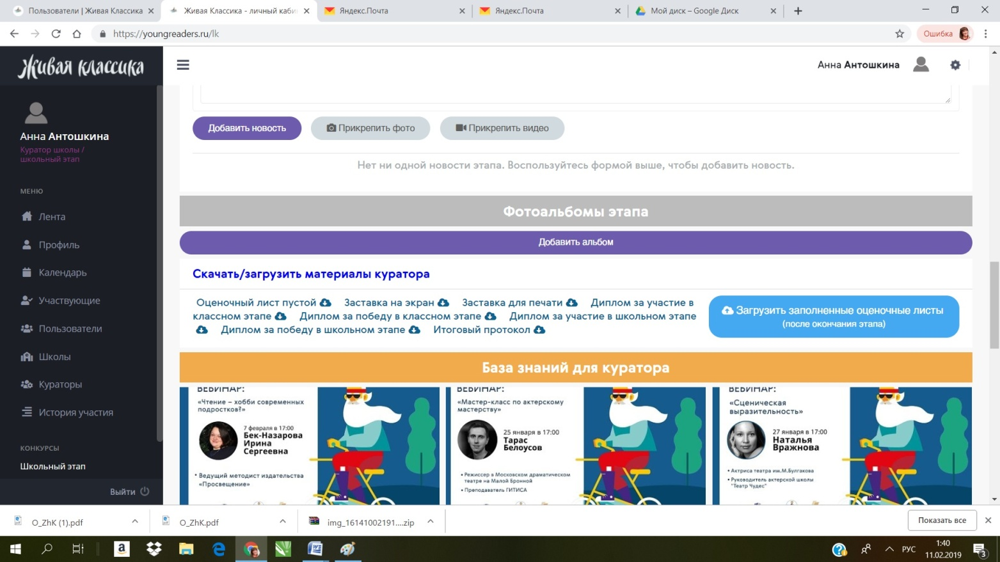 Пользователи | Живая Классика
Живая Классика - личный каби
Яндекс.Почта
Яндекс.Почта
Мой диск – Google Диск
https://youngreaders.ru/lk
Ошибка
Живая классика
Анна Антошкина
Анна Антошкина
Куратор школы /
школьный этап
МЕНЮ
Лента
Профиль
Календарь
Участвующие
Пользователи
Школы
Кураторы
История участия
КОНКУРСЫ
Школьный этап
Выйти
Добавить новость
Прикрепить фото
Прикрепить видео
Нет ни одной новости этапа. Воспользуйтесь формой выше, чтобы добавить новость.
Фотоальбомы этапа
Добавить альбом
Скачать/загрузить материалы куратора
Оценочный лист пустой Заставка на экран Заставка для печати Диплом за участие в
классном этапе Диплом за победу в классном этапе Диплом за участие в школьном этапе
Диплом за победу в школьном этапе Итоговый протокол
Загрузить заполненные оценочные листы
(после окончания этапа)
База знаний для куратора
ВЕБИНАР:
«Чтение – хобби современных
подростков?»
7 февраля в 17:00
Бек-Назарова
Ирина
Сергеевна
• Ведущий методист издательства
«Просвещение»
ВЕБИНАР:
«Мастер-класс по актерскому
мастерству»
25 января в 17:00
Тарас
Белоусов
• Режиссер в Московском драматическом
театре на Малой Бронной
• Преподаватель ГИТИСА
ВЕБИНАР:
«Сценическая
выразительность»
27 января в 17:00
Наталья
Вражнова
• Актриса театра им.М.Булгакова
• Руководитель актерской школы
"Театр Чудес"
O_ZhK (1).pdf
O_ZhK.pdf
img_16141002191....zip
Показать все
РУС
1:40
11.02.2019
3